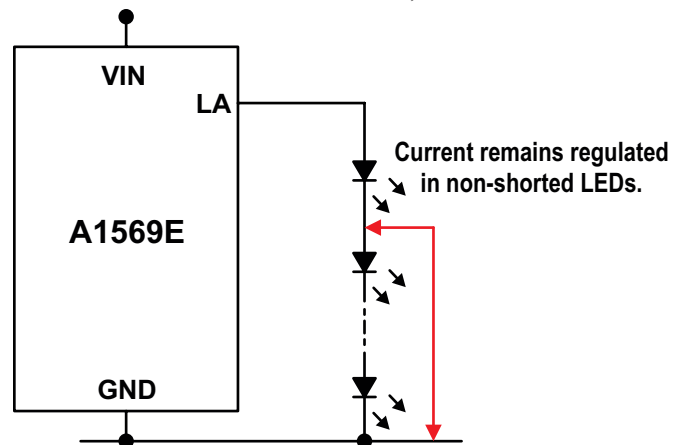 VIN
LA
Current remains regulated
in non-shorted LEDs.
A1569E
GND